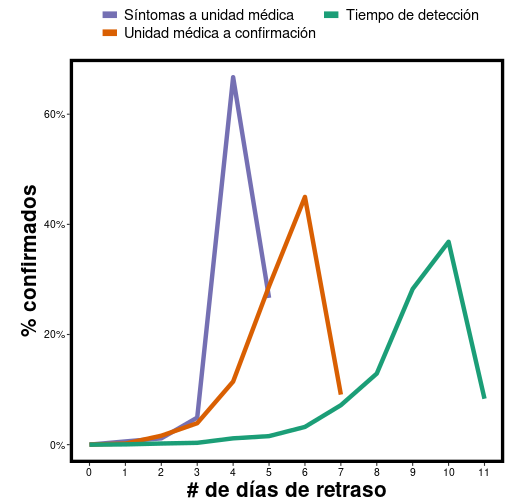 Síntomas a unidad médica
Tiempo de detección
Unidad médica a confirmación
60%
40%
20%
0%
% confirmados
0 1 2 3 4 5 6 7 8 9 10 11
# de días de retraso